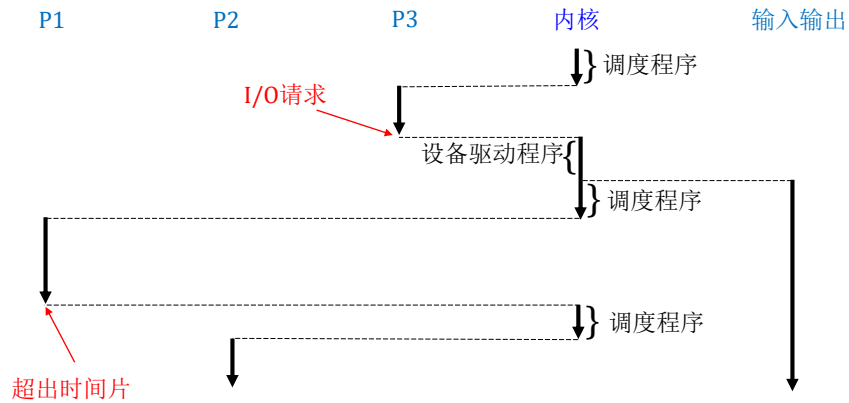 P1 P2 P3 内核 输入输出
调度程序
I/O请求
设备驱动程序
调度程序
调度程序
超出时间片